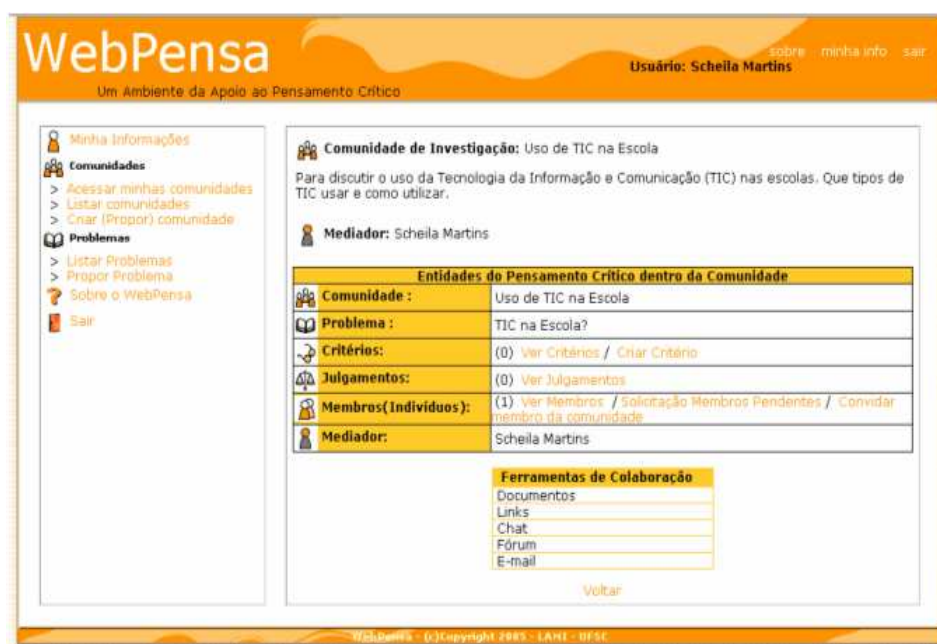 WebPensa
sobre minha info sair
Usuário: Scheila Martins
Um Ambiente da Apoio ao Pensamento Crítico
Minha Informações
Comunidades
> Acessar minhas comunidades
> Listar comunidades
> Criar (Propor) comunidade
Problemas
> Listar Problemas
> Propor Problema
Sobre o WebPensa
Sair
Comunidade de Investigação: Uso de TIC na Escola
Para discutir o uso da Tecnologia da Informação e Comunicação (TIC) nas escolas. Que tipos de
TIC usar e como utilizar.
Mediador: Scheila Martins
Entidades do Pensamento Crítico dentro da Comunidade
Comunidade : Uso de TIC na Escola
Problema : TIC na Escola?
Critérios: (0) Ver Critérios / Criar Critério
Julgamentos: (0) Ver Julgamentos
Membros(Indivíduos): (1) Ver Membros / Solicitação Membros Pendentes / Convidar
membro da comunidade
Mediador: Scheila Martins
Ferramentas de Colaboração
Documentos
Links
Chat
Fórum
E-mail
Voltar
WebPensa - (c)Copyright 2005 - LAMI - UFSC